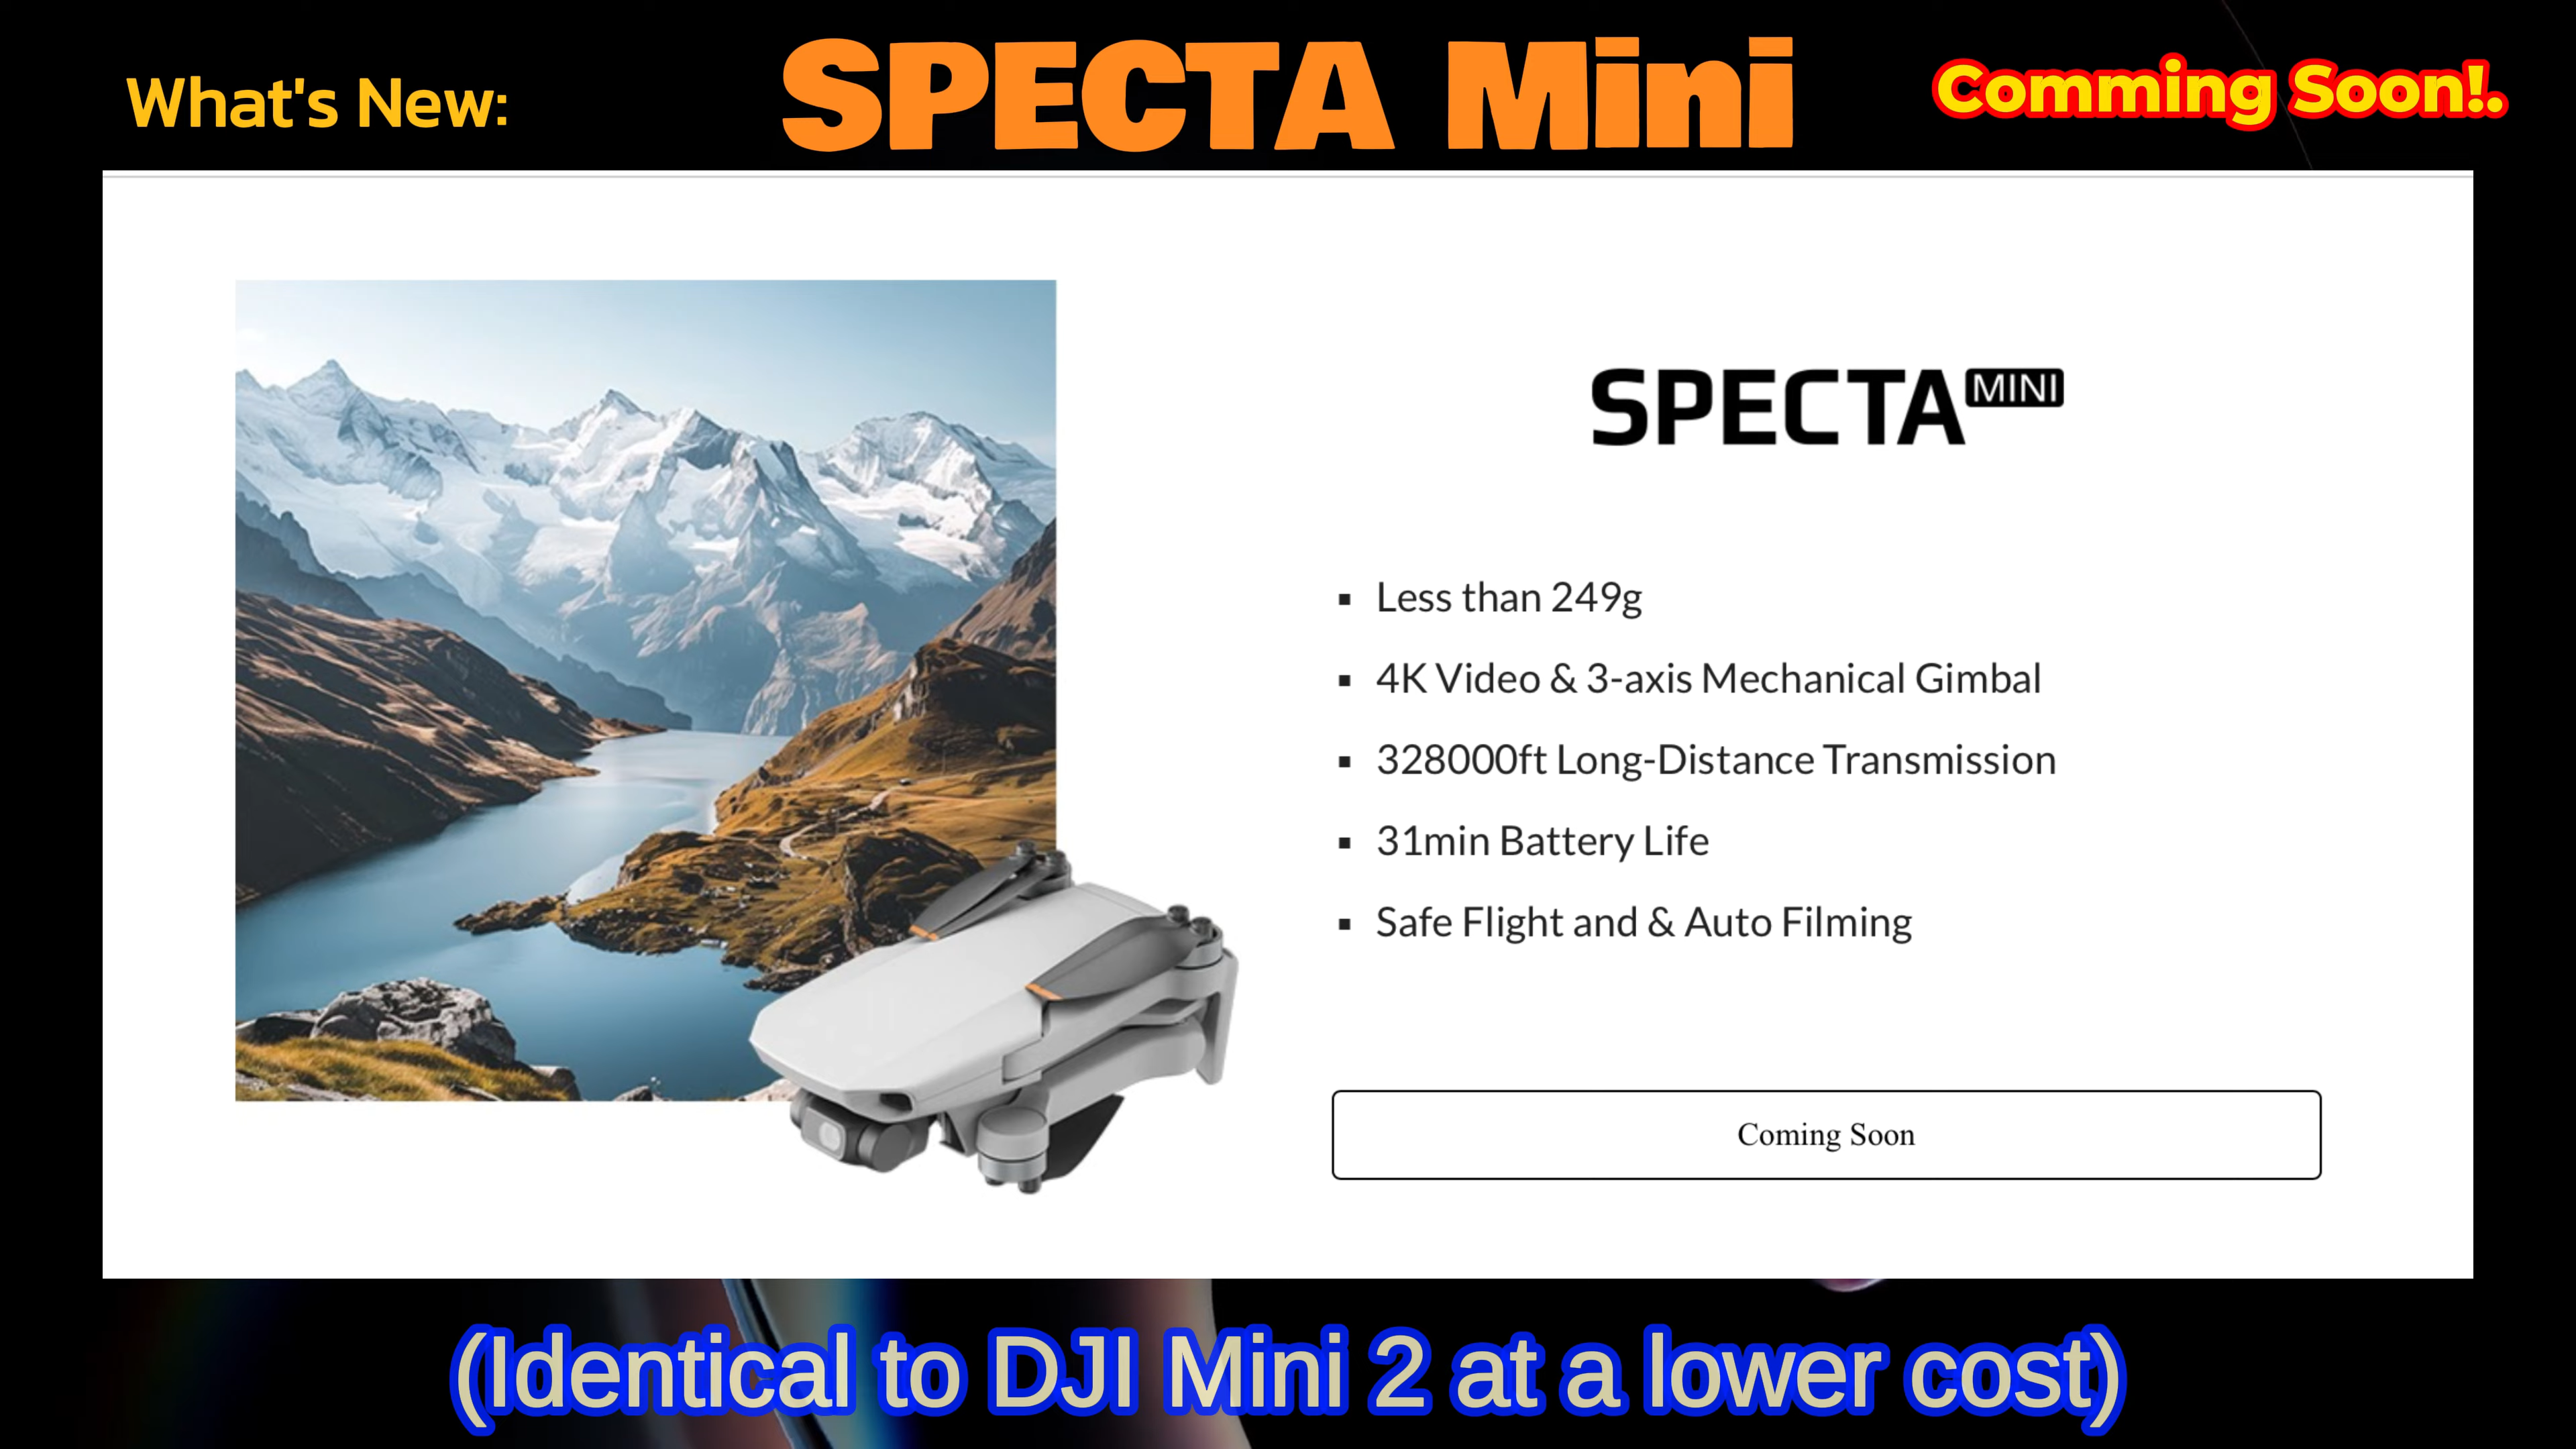 What's New:
SPECTA Mini
Comming Soon!.
SPECTA MINI
▪ Less than 249g
▪ 4K Video & 3-axis Mechanical Gimbal
▪ 328000ft Long-Distance Transmission
▪ 31min Battery Life
▪ Safe Flight and & Auto Filming
Coming Soon
(Identical to DJI Mini 2 at a lower cost)